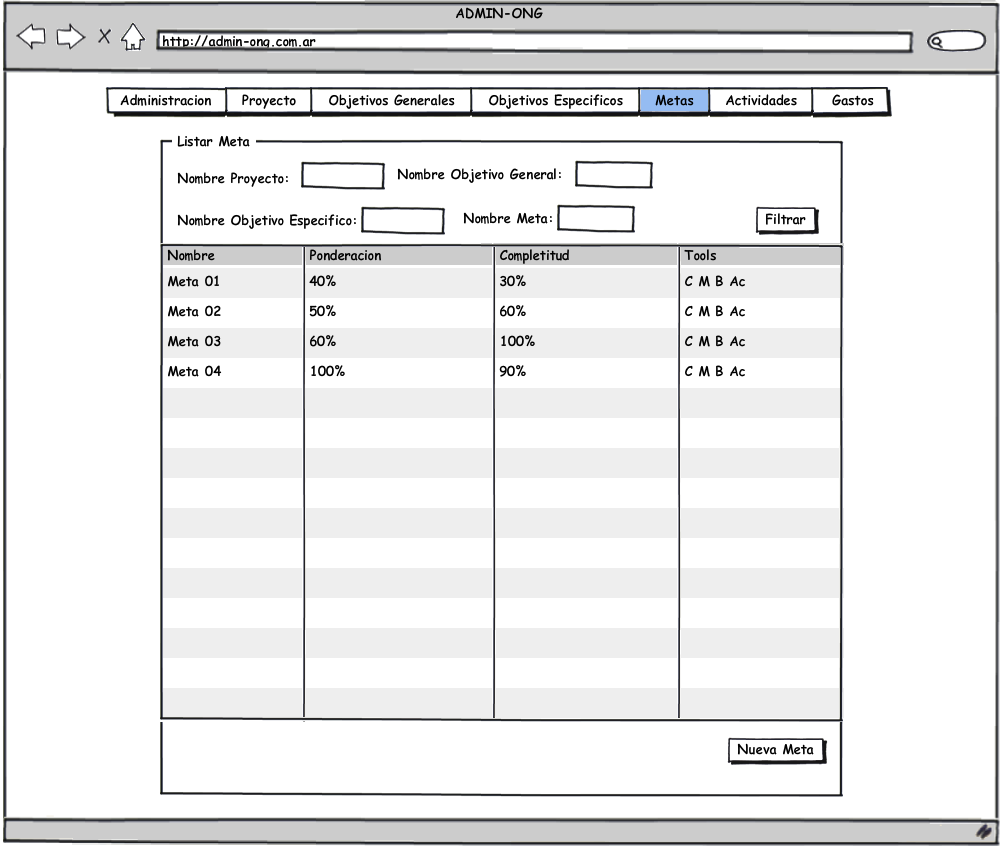 ADMIN-ONG
http://admin-ong.com.ar
Administracion Proyecto Objetivos Generales Objetivos Especificos Metas Actividades Gastos
Listar Meta
Nombre Proyecto: Nombre Objetivo General:
Nombre Objetivo Especifico: Nombre Meta: Filtrar
Nombre Ponderacion Completitud Tools
Meta 01 40% 30% C M B Ac
Meta 02 50% 60% C M B Ac
Meta 03 60% 100% C M B Ac
Meta 04 100% 90% C M B Ac
Nueva Meta